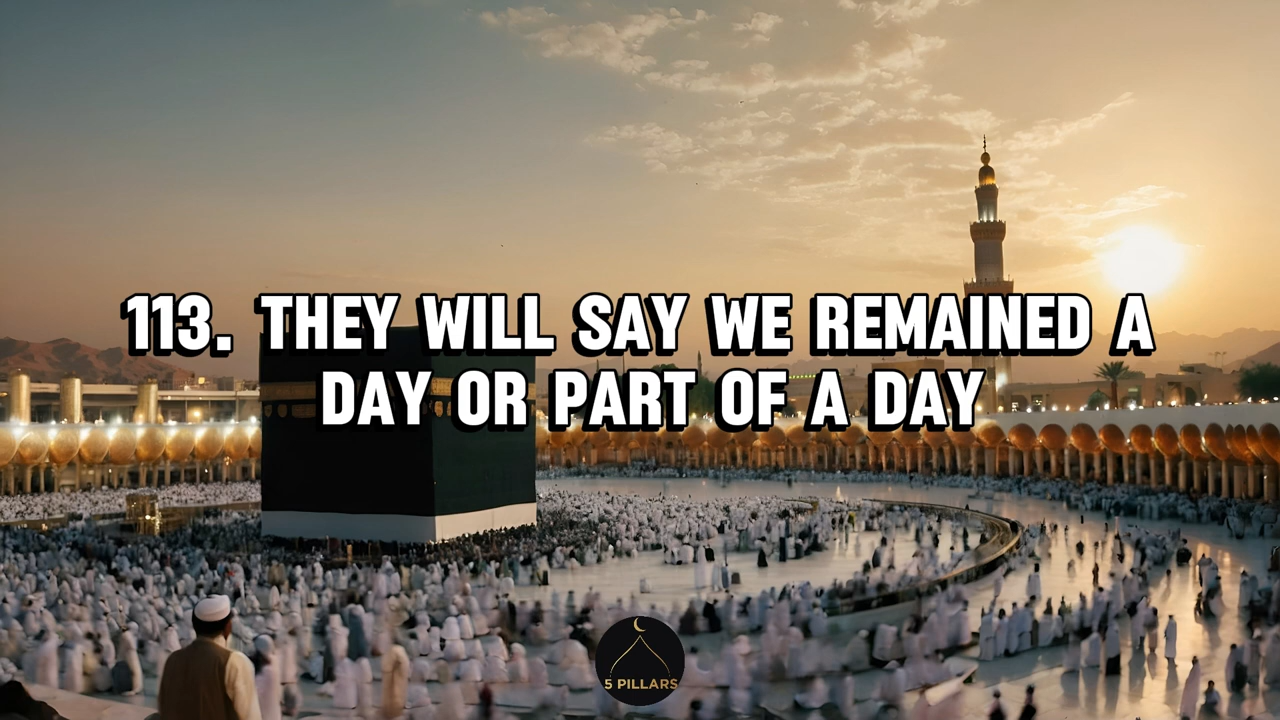 113. THEY WILL SAY WE REMAINED A
DAY OR PART OF A DAY
5 PILLARS